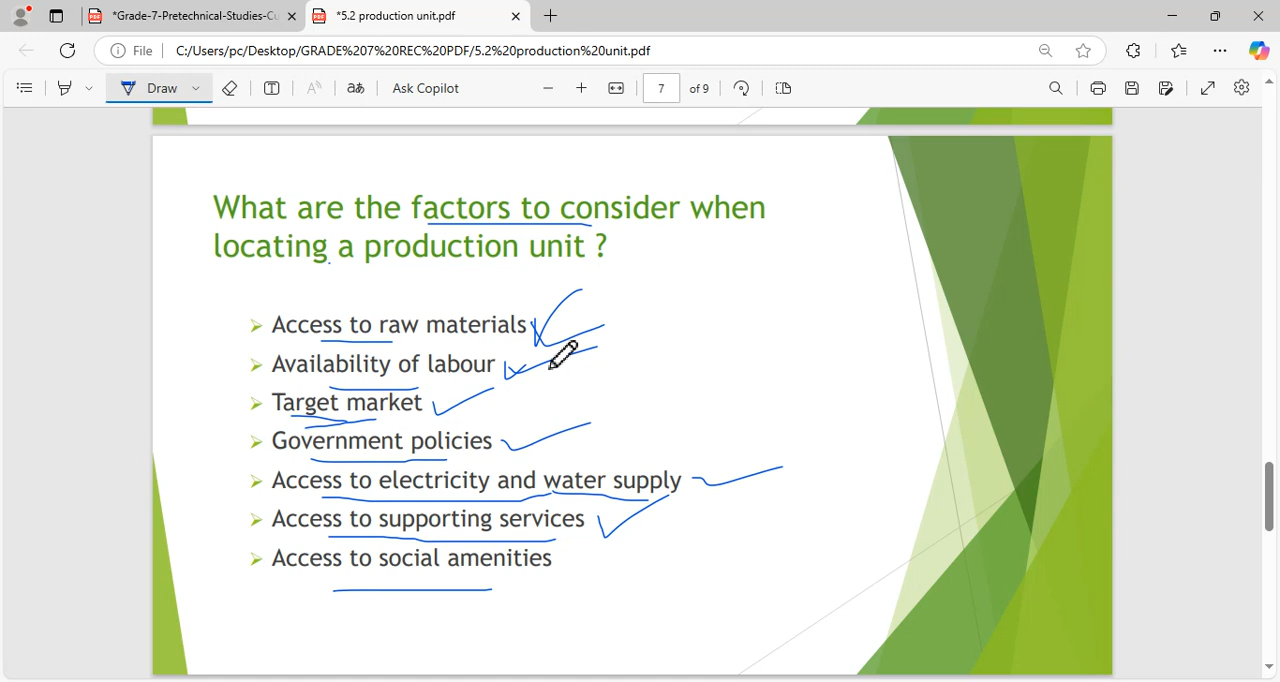 *Grade-7-Pretechnical-Studies-Cu
*5.2 production unit.pdf
File C:/Users/pc/Desktop/GRADE%207%20REC%20PDF/5.2%20production%20unit.pdf
Draw aあ Ask Copilot 7 of 9
What are the factors to consider when
locating a production unit ?
Access to raw materials
Availability of labour
Target market
Government policies
Access to electricity and water supply
Access to supporting services
Access to social amenities